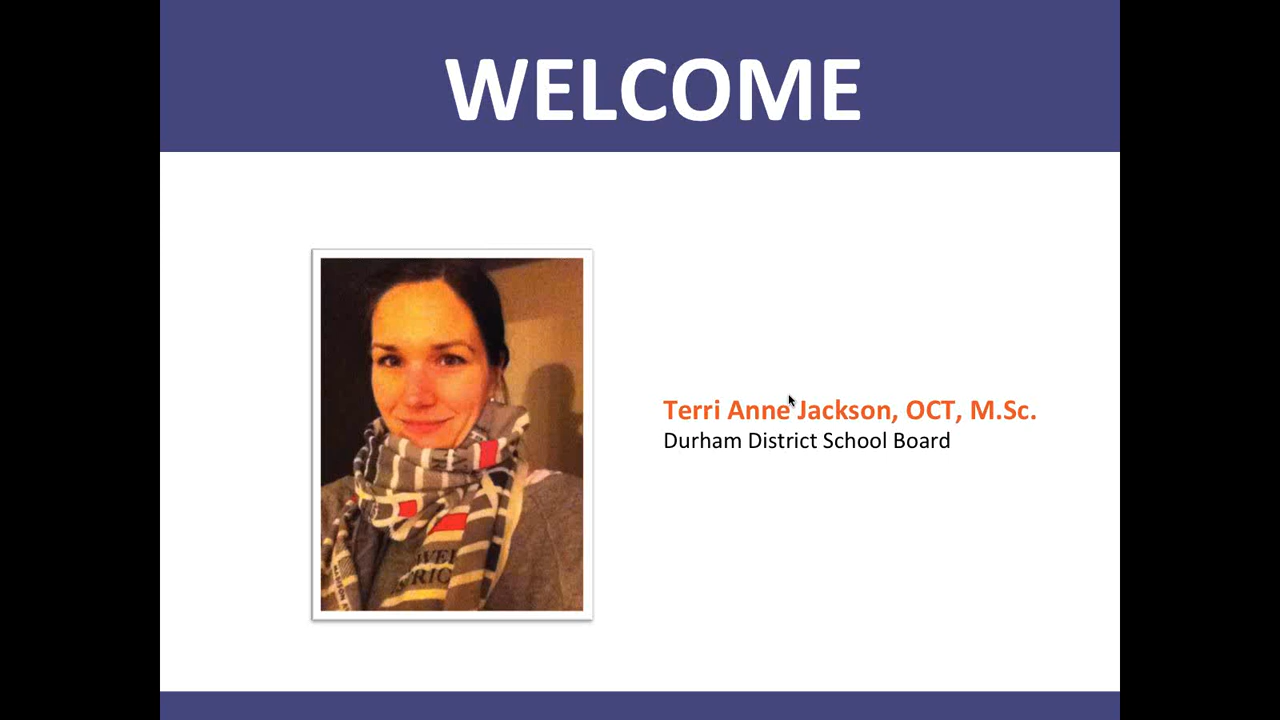 WELCOME
Terri Anne Jackson, OCT, M.Sc.
Durham District School Board